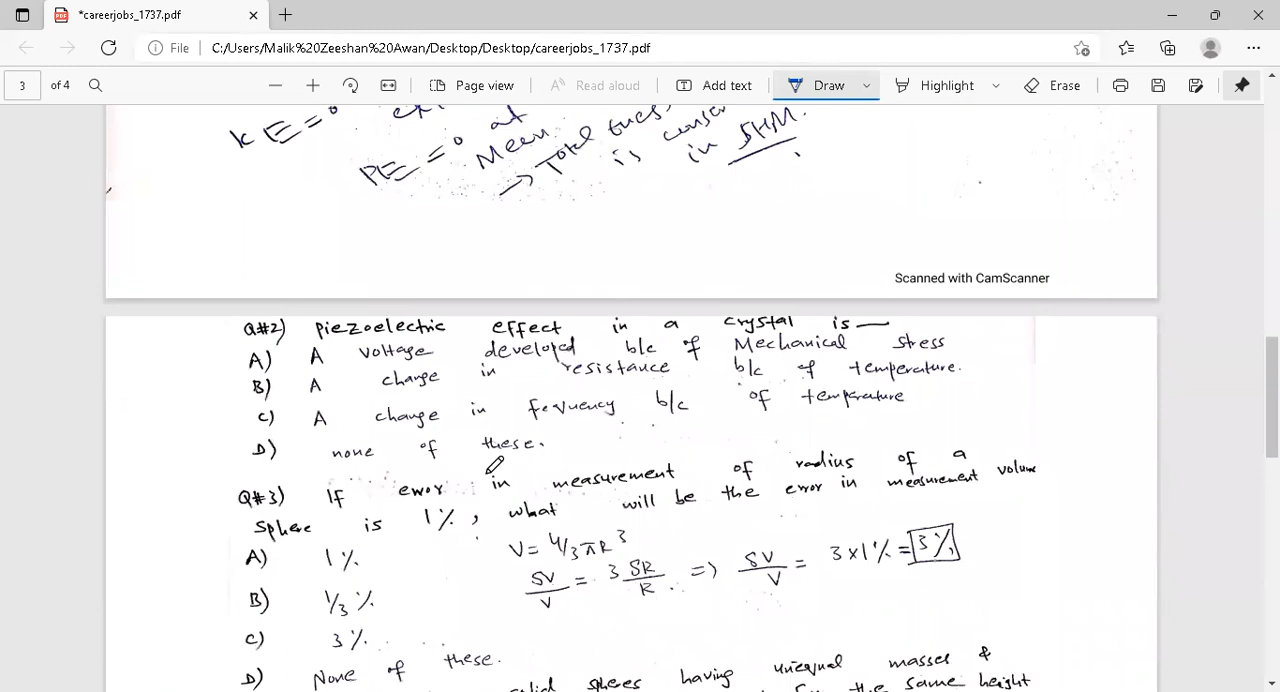 *careerjobs_1737.pdf
File C:/Users/Malik%20Zeeshan%20Awan/Desktop/Desktop/careerjobs_1737.pdf
3 of 4 Page view Read aloud Add text Draw Highlight Erase
KE=0
PE=0 at Mean
→ Total is in SHM.
Scanned with CamScanner
Q#2) Piezoelectric effect in a crystal is —
A) A voltage developed b/c of Mechanical stress
B) A change in resistance b/c of temperature.
C) A change in frequency b/c of temperature
D) none of these.
Q#3) If error in measurement of radius of a
sphere is 1%, what will be the error in measurement volume
A) 1%
V = 4/3 πR³
B) 1/3 %
δV/V = 3 δR/R => δV/V = 3×1% = 3%
C) 3%
D) None of these.
solid spheres having unequal masses &
the same height